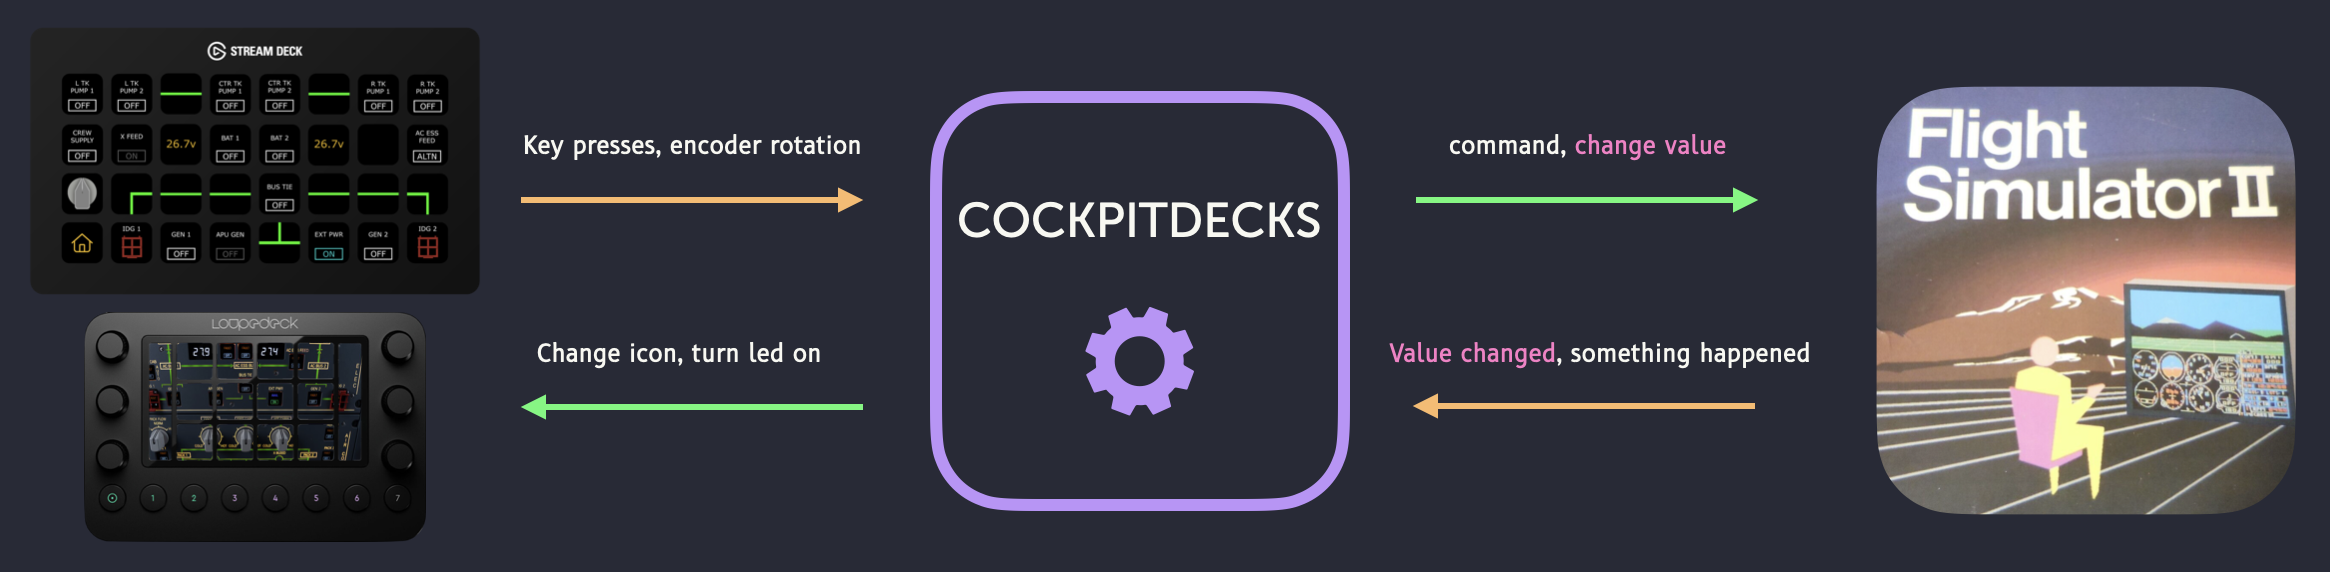 STREAM DECK
L TK PUMP 1 OFF
L TK PUMP 2 OFF
CTR TK PUMP 1 OFF
CTR TK PUMP 2 OFF
R TK PUMP 1 OFF
R TK PUMP 2 OFF
CREW SUPPLY OFF
X FEED ON
26.7v
BAT 1 OFF
BAT 2 OFF
26.7v
AC ESS FEED ALTN
BUS TIE OFF
IDG 1
GEN 1 OFF
APU GEN OFF
EXT PWR ON
GEN 2 OFF
IDG 2
Loupedeck
27.9
27.4
1 2 3 4 5 6 7
Key presses, encoder rotation
Change icon, turn led on
COCKPITDECKS
command, change value
Value changed, something happened
Flight
Simulator II